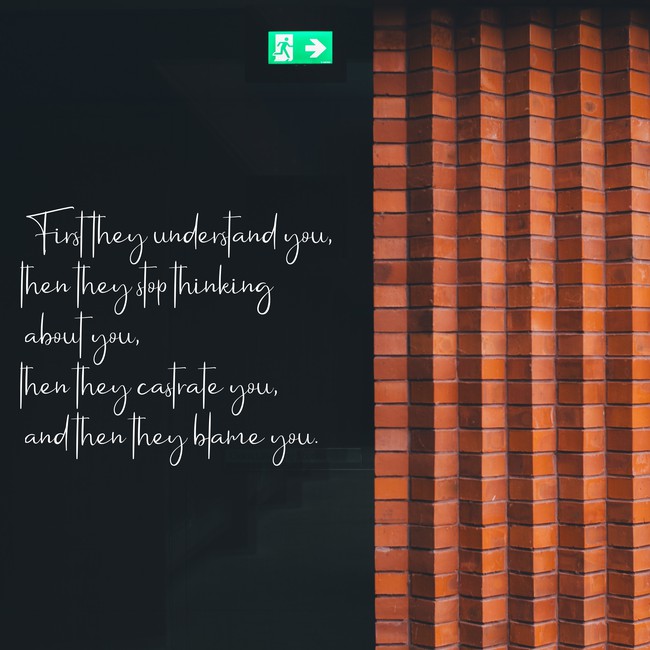 First they understand you,
then they stop thinking
about you,
then they castrate you,
and then they blame you.